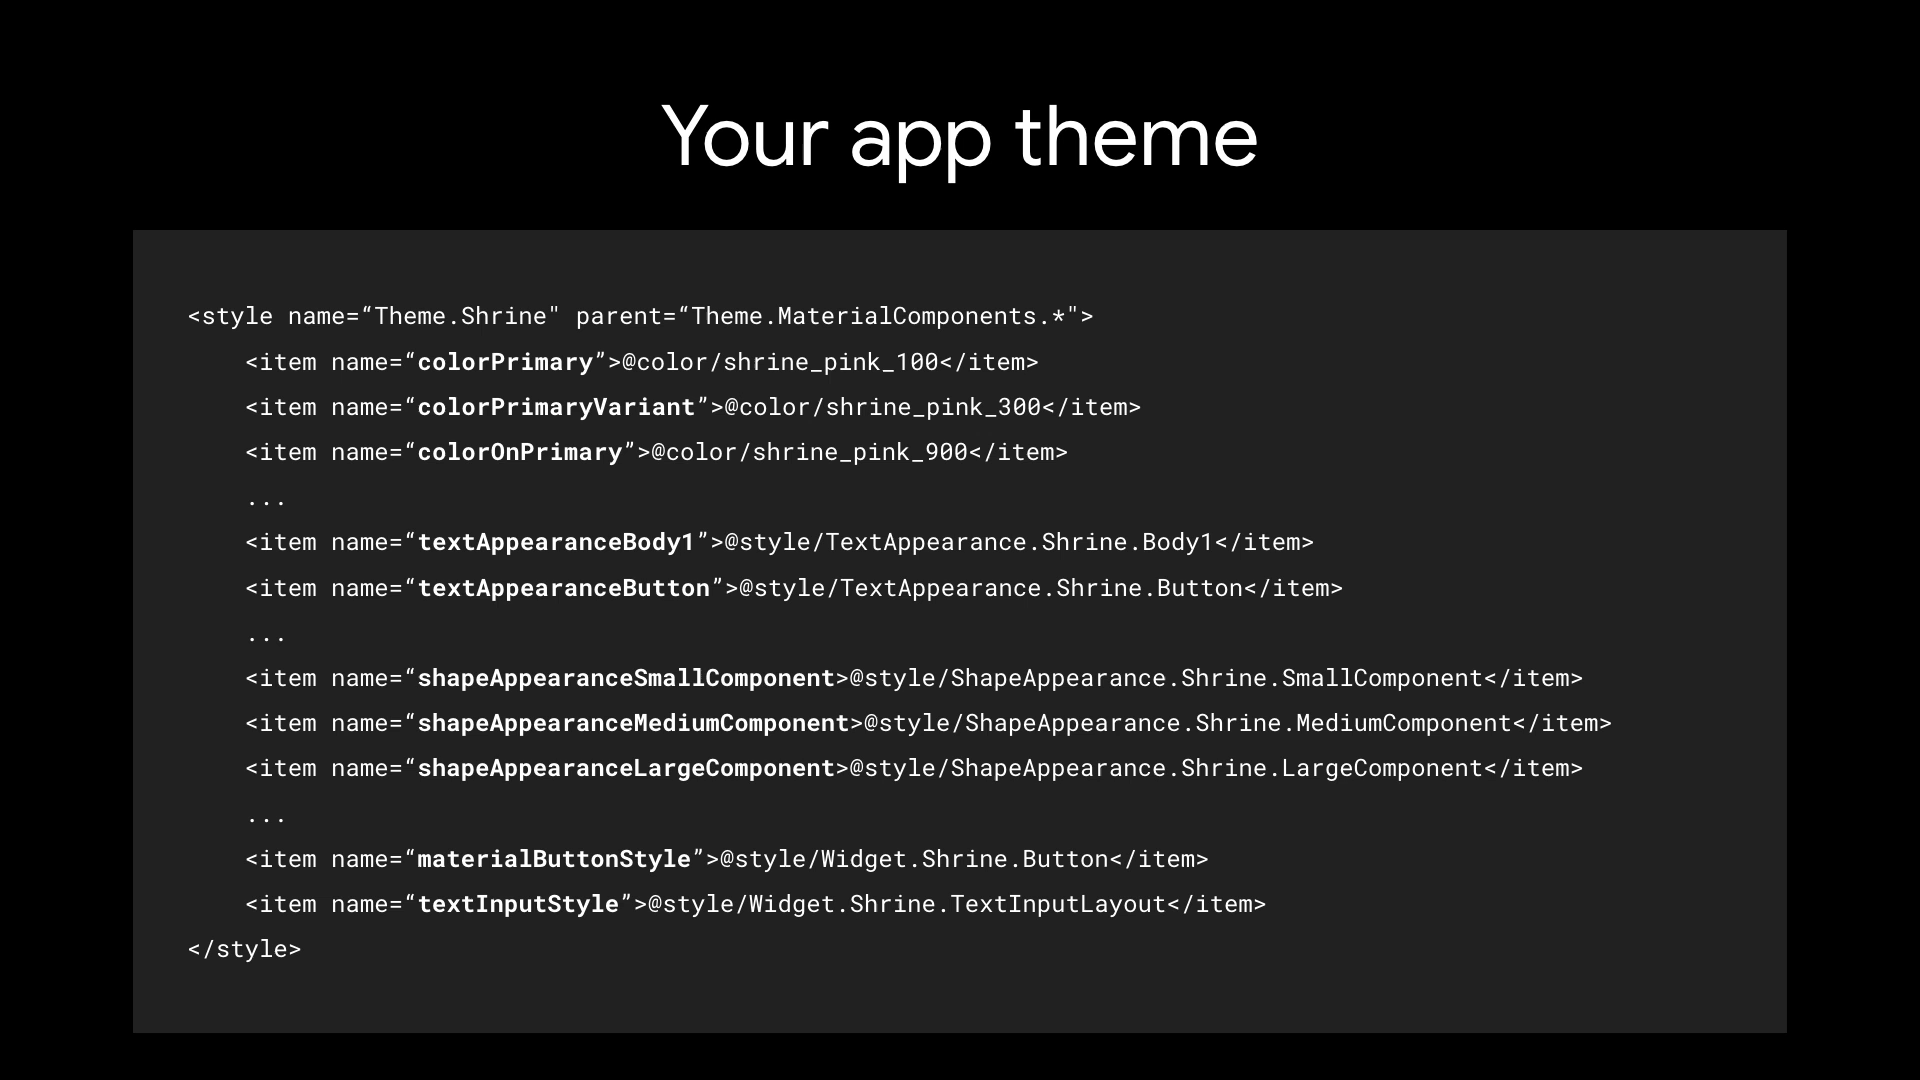 Your app theme
<style name=“Theme.Shrine" parent=“Theme.MaterialComponents.*">
<item name=“colorPrimary”>@color/shrine_pink_100</item>
<item name=“colorPrimaryVariant”>@color/shrine_pink_300</item>
<item name=“colorOnPrimary”>@color/shrine_pink_900</item>
...
<item name=“textAppearanceBody1”>@style/TextAppearance.Shrine.Body1</item>
<item name=“textAppearanceButton”>@style/TextAppearance.Shrine.Button</item>
...
<item name=“shapeAppearanceSmallComponent>@style/ShapeAppearance.Shrine.SmallComponent</item>
<item name=“shapeAppearanceMediumComponent>@style/ShapeAppearance.Shrine.MediumComponent</item>
<item name=“shapeAppearanceLargeComponent>@style/ShapeAppearance.Shrine.LargeComponent</item>
...
<item name=“materialButtonStyle”>@style/Widget.Shrine.Button</item>
<item name=“textInputStyle”>@style/Widget.Shrine.TextInputLayout</item>
</style>